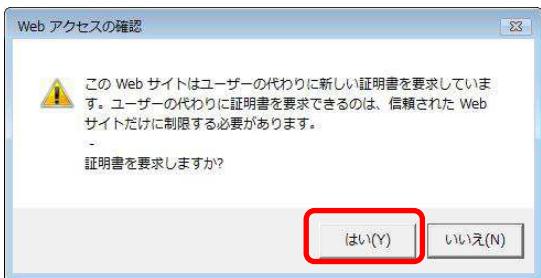 Web アクセスの確認
この Web サイトはユーザーの代わりに新しい証明書を要求していま
す。ユーザーの代わりに証明書を要求できるのは、信頼された Web
サイトだけに制限する必要があります。
-
証明書を要求しますか?
はい(Y) いいえ(N)